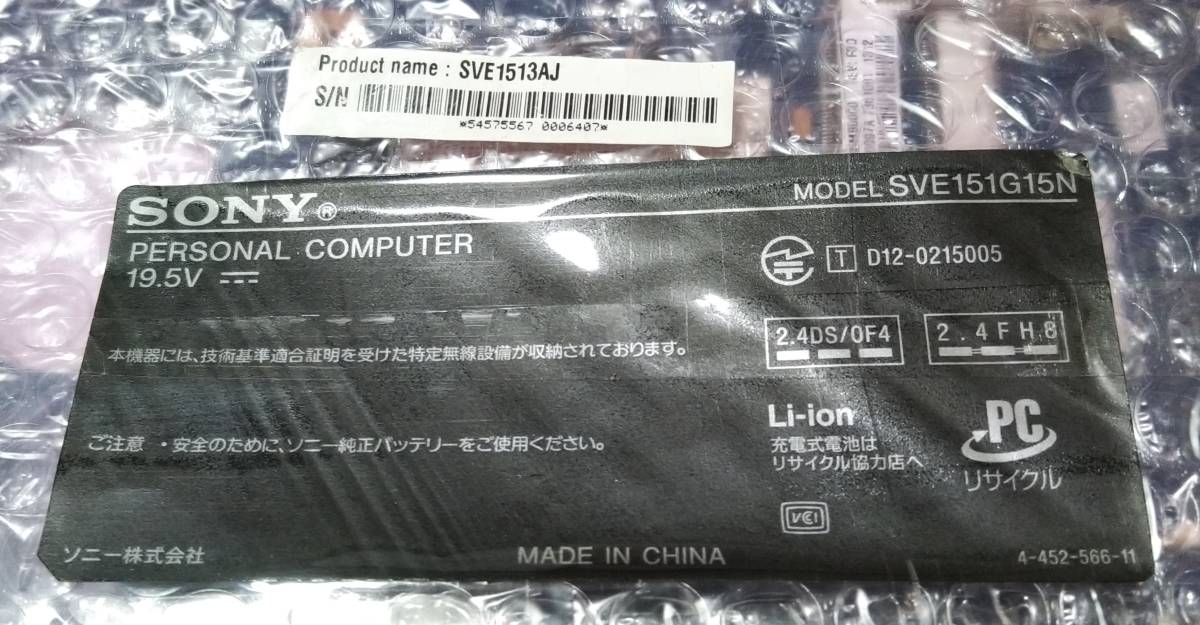 Product name : SVE1513AJ
S/N
*54575567 0006407*
SONY®
MODEL SVE151G15N
PERSONAL COMPUTER
19.5V
T D12-0215005
本機器には、技術基準適合証明を受けた特定無線設備が収納されております。
2.4DS/OF4
2.4FH8
Li-ion
充電式電池は
リサイクル協力店へ
PC
リサイクル
ご注意 ・安全のために、ソニー純正バッテリーをご使用ください。
VCCI
ソニー株式会社
MADE IN CHINA
4-452-566-11